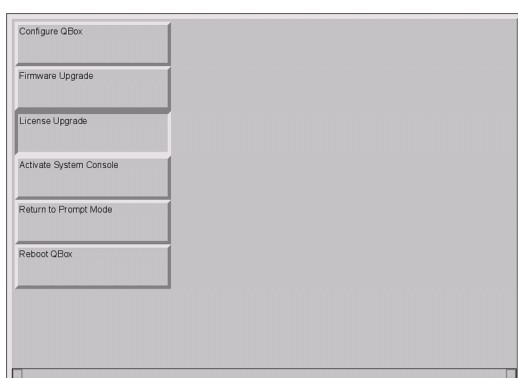 Configure QBox
Firmware Upgrade
License Upgrade
Activate System Console
Return to Prompt Mode
Reboot QBox